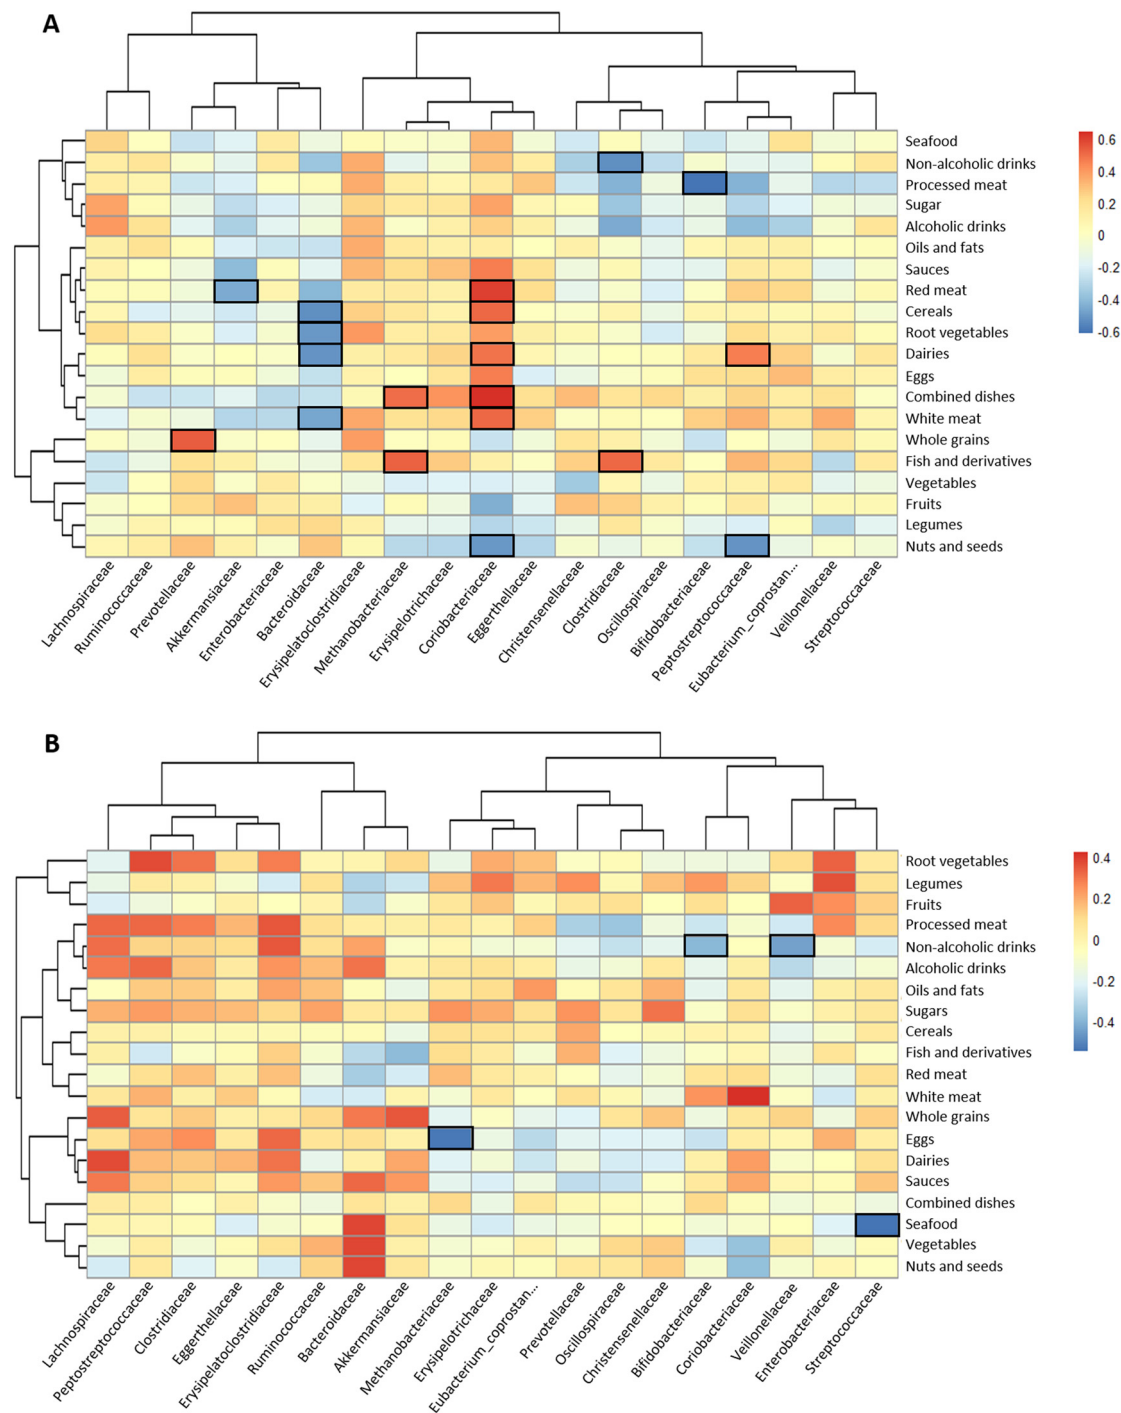 A
Seafood
Non-alcoholic drinks
Processed meat
Sugar
Alcoholic drinks
Oils and fats
Sauces
Red meat
Cereals
Root vegetables
Dairies
Eggs
Combined dishes
White meat
Whole grains
Fish and derivatives
Vegetables
Fruits
Legumes
Nuts and seeds
0.6
0.4
0.2
0
-0.2
-0.4
-0.6
Lachnospiraceae
Ruminococcaceae
Prevotellaceae
Akkermansiaceae
Enterobacteriaceae
Bacteroidaceae
Erysipelatoclostridiaceae
Methanobacteriaceae
Erysipelotrichaceae
Coriobacteriaceae
Eggerthellaceae
Christensenellaceae
Clostridiaceae
Oscillospiraceae
Bifidobacteriaceae
Peptostreptococcaceae
Eubacterium_coprostan...
Veillonellaceae
Streptococcaceae
B
Root vegetables
Legumes
Fruits
Processed meat
Non-alcoholic drinks
Alcoholic drinks
Oils and fats
Sugars
Cereals
Fish and derivatives
Red meat
White meat
Whole grains
Eggs
Dairies
Sauces
Combined dishes
Seafood
Vegetables
Nuts and seeds
0.4
0.2
0
-0.2
-0.4
Lachnospiraceae
Peptostreptococcaceae
Clostridiaceae
Eggerthellaceae
Erysipelatoclostridiaceae
Ruminococcaceae
Bacteroidaceae
Akkermansiaceae
Methanobacteriaceae
Erysipelotrichaceae
Eubacterium_coprostan...
Prevotellaceae
Oscillospiraceae
Christensenellaceae
Bifidobacteriaceae
Coriobacteriaceae
Veillonellaceae
Enterobacteriaceae
Streptococcaceae